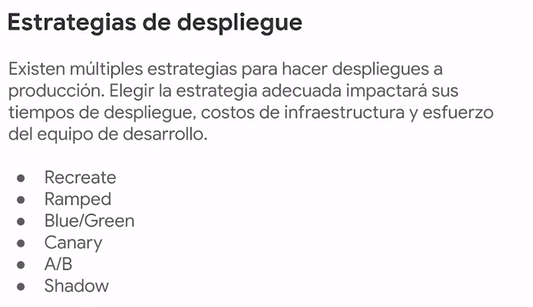 Estrategias de despliegue
Existen múltiples estrategias para hacer despliegues a
producción. Elegir la estrategia adecuada impactará sus
tiempos de despliegue, costos de infraestructura y esfuerzo
del equipo de desarrollo.
● Recreate
● Ramped
● Blue/Green
● Canary
● A/B
● Shadow